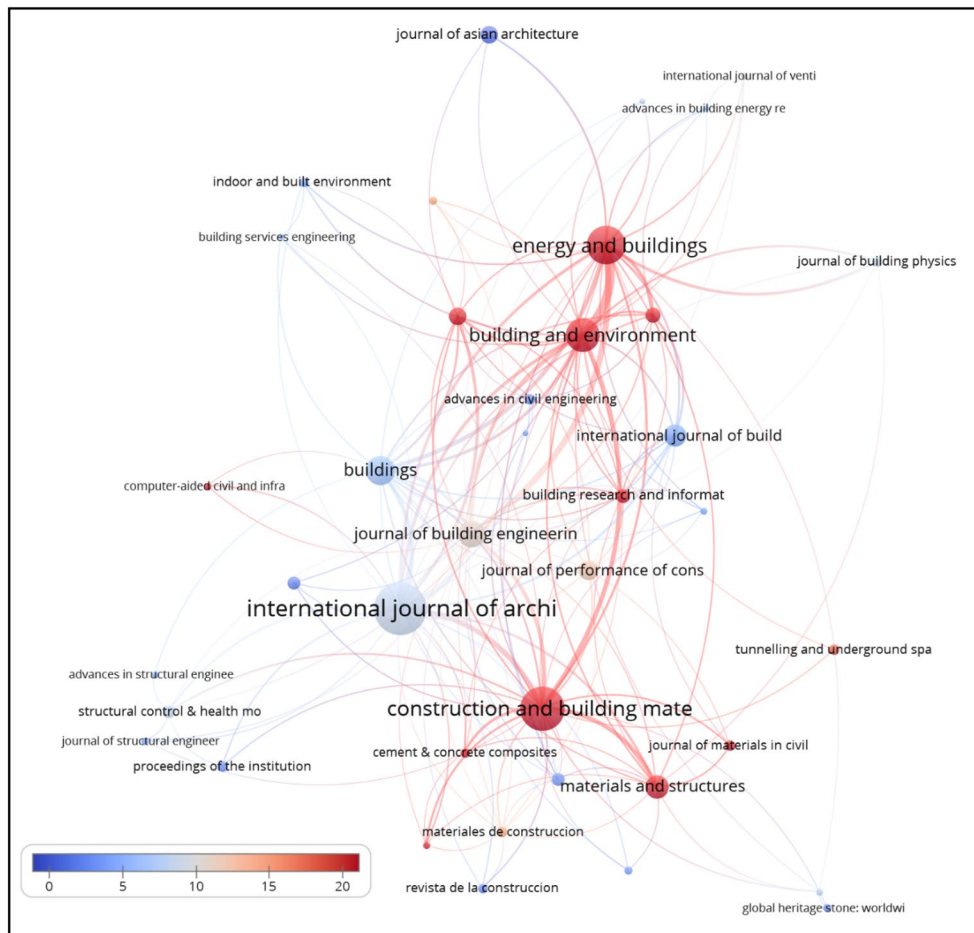 journal of asian architecture
international journal of venti
advances in building energy re
indoor and built environment
building services engineering
energy and buildings
journal of building physics
building and environment
advances in civil engineering
international journal of build
buildings
computer-aided civil and infra
building research and informat
journal of building engineerin
journal of performance of cons
international journal of archi
tunnelling and underground spa
advances in structural enginee
structural control & health mo
construction and building mate
journal of structural engineer
journal of materials in civil
cement & concrete composites
proceedings of the institution
materials and structures
materiales de construccion
revista de la construccion
global heritage stone: worldwi
0 5 10 15 20